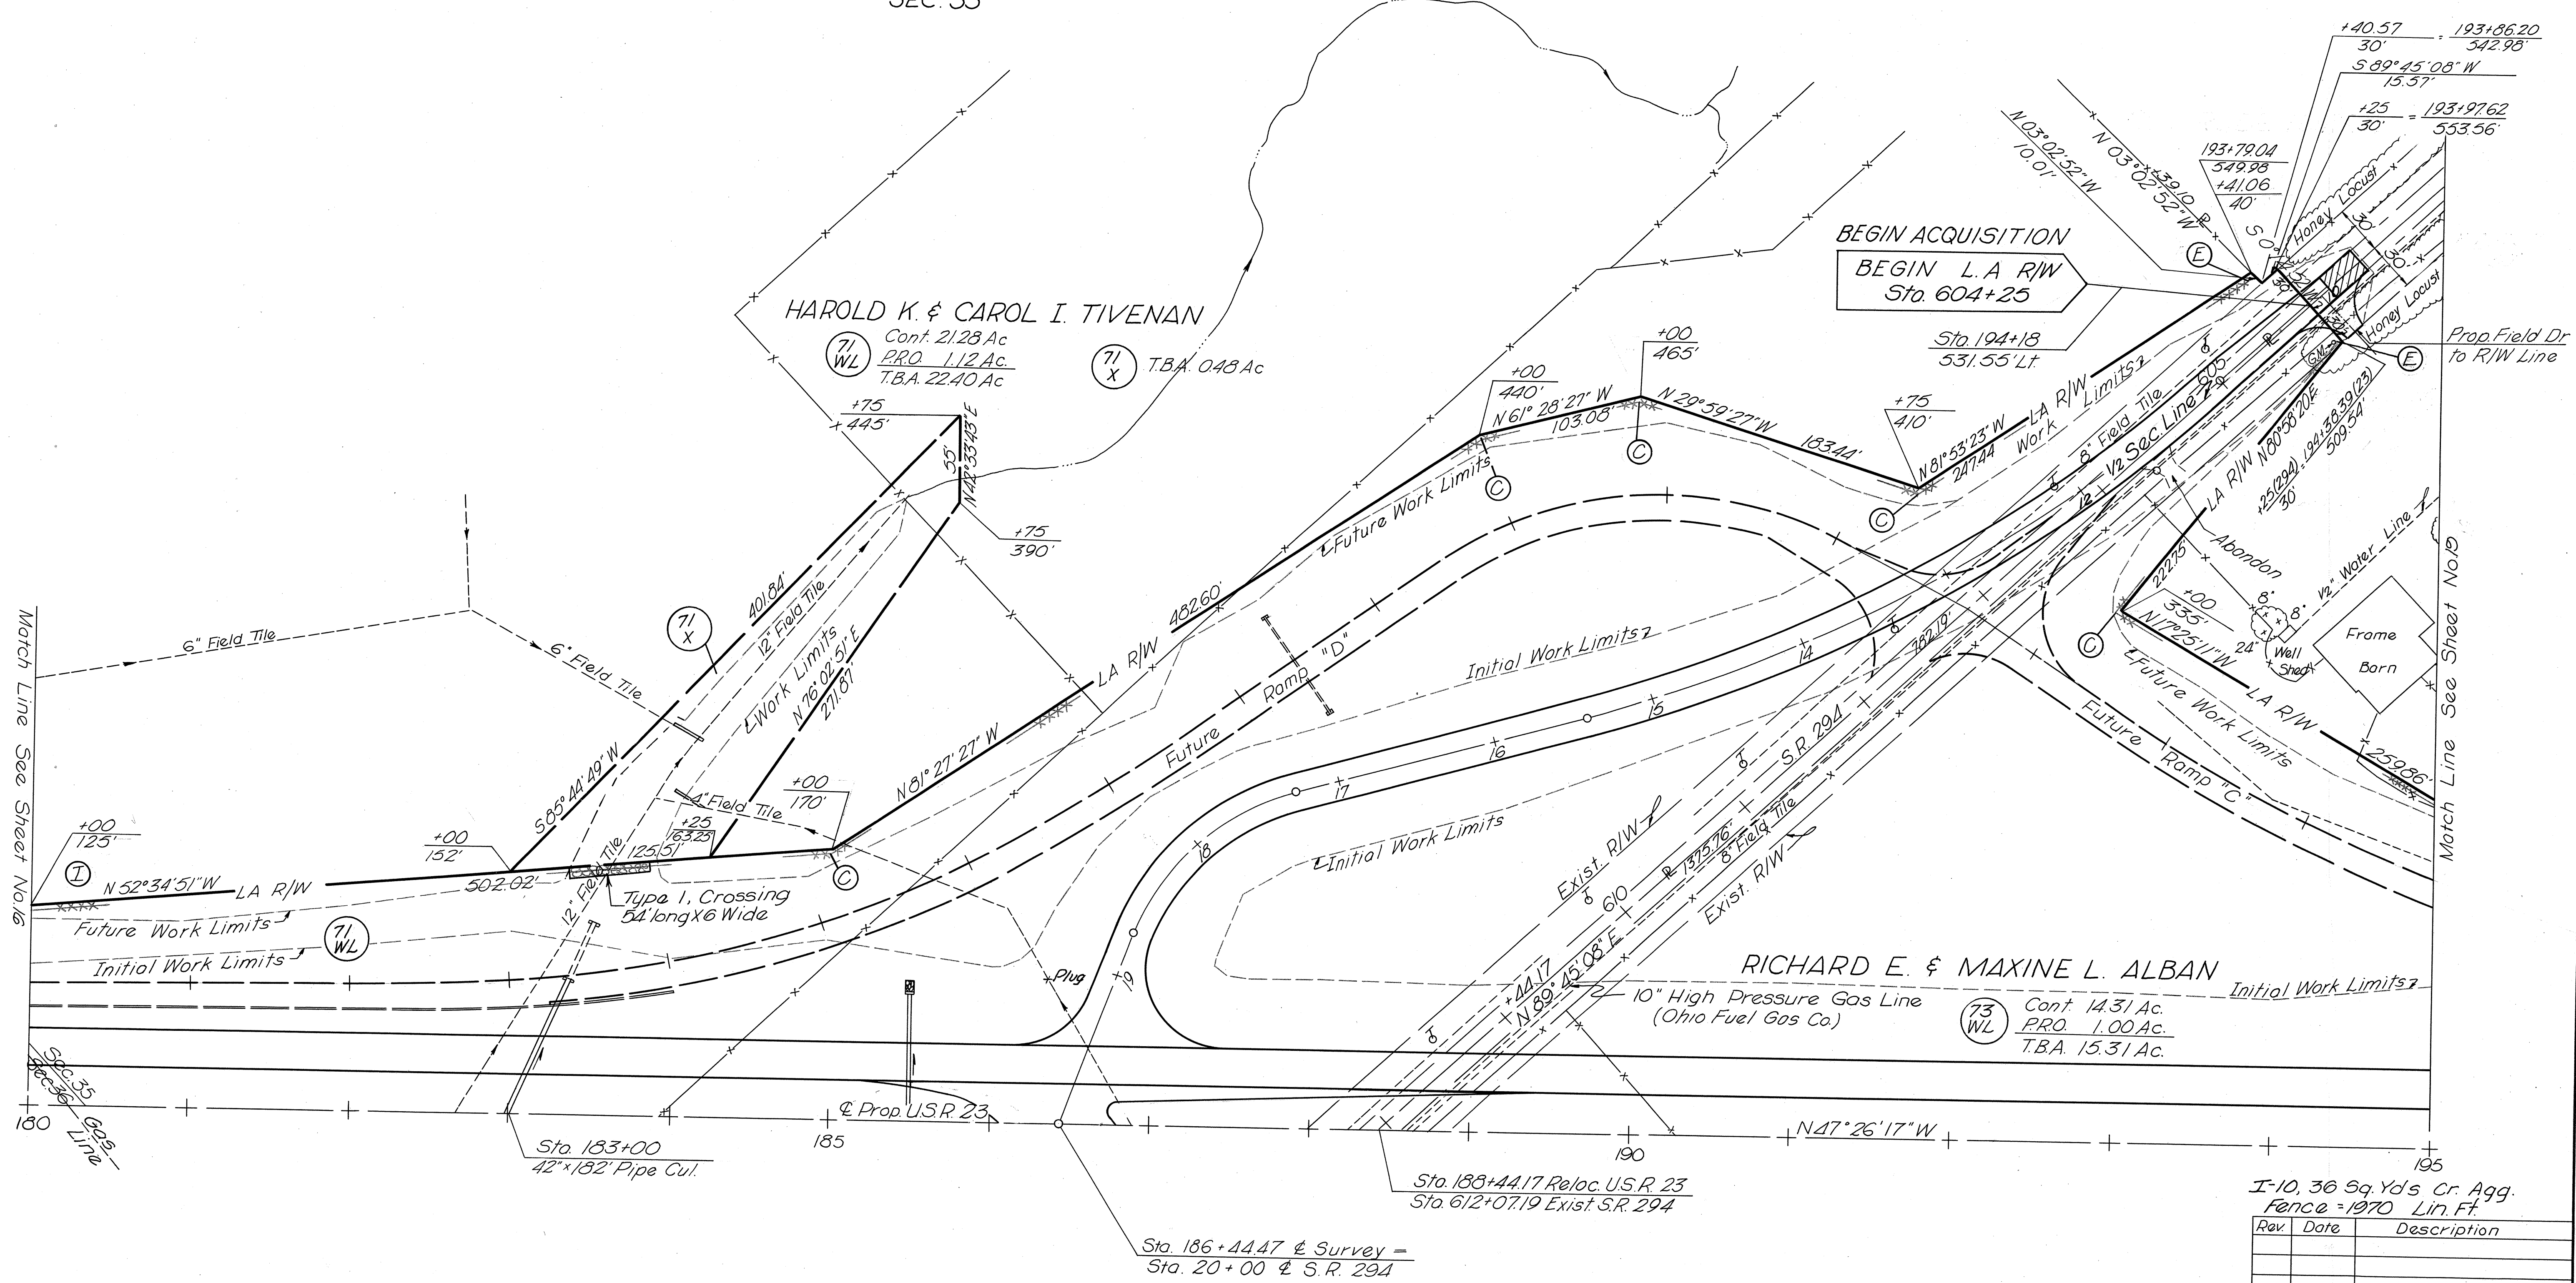 SEC. 35
+40.57
30'
= 193+86.20
542.98'
S 89° 45' 08" W
15.57'
+25
30'
= 193+97.62
553.56'
N 03° 02' 52" W
10.01'
N 03° 02' 52" W
+39.10 ℞
193+79.04
549.98
+41.06
40'
Honey Locust
30'
30'
Honey Locust
E
BEGIN ACQUISITION
BEGIN L.A R/W
Sta. 604+25
Sta. 194+18
531.55' Lt.
Prop. Field Dr
to R/W Line
E
HAROLD K. & CAROL I. TIVENAN
71
WL
Cont. 21.28 Ac
P.R.O. 1.12 Ac.
T.B.A. 22.40 Ac
71
X
T.B.A. 0.48 Ac
+75
445'
55'
N 42° 33' 43" E
+75
390'
+00
440'
N 61° 28' 27" W
103.08'
+00
465'
N 29° 59' 27" W
183.44'
+75
410'
N 81° 53' 23" W
247.44
LA R/W
Work Limits
8" Field Tile
605
1/2 Sec. Line
C
C
C
LA R/W
N 80° 58' 20 E
+25(294) = 194+38.39(23)
30'
509.54'
222.75'
Abandon
1/2" Water Line
8"
8"
24"
Well
Shed
Frame
Barn
+00
335'
N 17° 25' 11" W
C
LA R/W
Future Work Limits
259.86'
Match Line See Sheet No. 19
Match Line See Sheet No. 16
6" Field Tile
6" Field Tile
71
X
401.84'
12" Field Tile
Work Limits
N 76° 02' 51" E
271.87'
S 85° 44' 49" W
482.60'
LA R/W
N 81° 27' 27" W
Future Work Limits
Future Ramp "D"
Initial Work Limits
782.19'
14
15
16
17
18
19
Future Ramp "C"
+00
125'
I
N 52° 34' 51" W
LA R/W
+00
152'
502.02'
4" Field Tile
+25
163.25
125.51'
+00
170'
C
12" Field Tile
Type 1, Crossing
54' long X 6 Wide
Future Work Limits
71
WL
Initial Work Limits
Plug
Initial Work Limits
S.R. 294
Exist. R/W
610
℞ 1375.76'
8" Field Tile
Exist. R/W
+44.17
N 89° 45' 08" E
10" High Pressure Gas Line
(Ohio Fuel Gas Co.)
RICHARD E. & MAXINE L. ALBAN
73
WL
Cont. 14.31 Ac.
P.R.O. 1.00 Ac.
T.B.A. 15.31 Ac.
Initial Work Limits
Sec. 35
Sec. 36
Gas Line
180
185
190
195
℄ Prop. U.S.R. 23
N 47° 26' 17" W
Sta. 183+00
42" x 182' Pipe Cul.
Sta. 188+44.17 Reloc. U.S.R. 23
Sta. 612+07.19 Exist. S.R. 294
Sta. 186+44.47 ℄ Survey =
Sta. 20+00 ℄ S.R. 294
I-10, 36 Sq. Yds Cr. Agg.
Fence = 1970 Lin. Ft.
Rev. Date Description